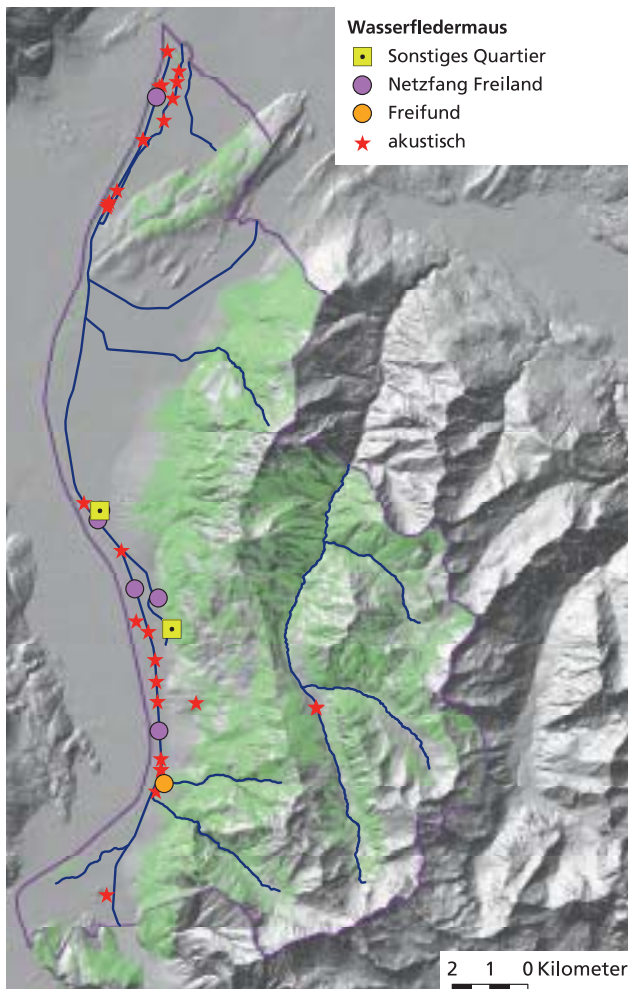 Wasserfledermaus
Sonstiges Quartier
Netzfang Freiland
Freifund
akustisch
2 1 0 Kilometer